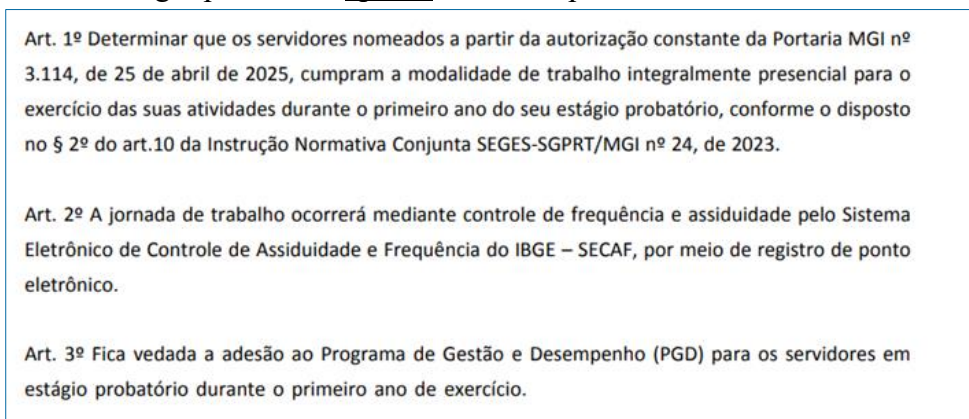 Art. 1º Determinar que os servidores nomeados a partir da autorização constante da Portaria MGI nº
3.114, de 25 de abril de 2025, cumpram a modalidade de trabalho integralmente presencial para o
exercício das suas atividades durante o primeiro ano do seu estágio probatório, conforme o disposto
no § 2º do art.10 da Instrução Normativa Conjunta SEGES-SGPRT/MGI nº 24, de 2023.
Art. 2º A jornada de trabalho ocorrerá mediante controle de frequência e assiduidade pelo Sistema
Eletrônico de Controle de Assiduidade e Frequência do IBGE – SECAF, por meio de registro de ponto
eletrônico.
Art. 3º Fica vedada a adesão ao Programa de Gestão e Desempenho (PGD) para os servidores em
estágio probatório durante o primeiro ano de exercício.